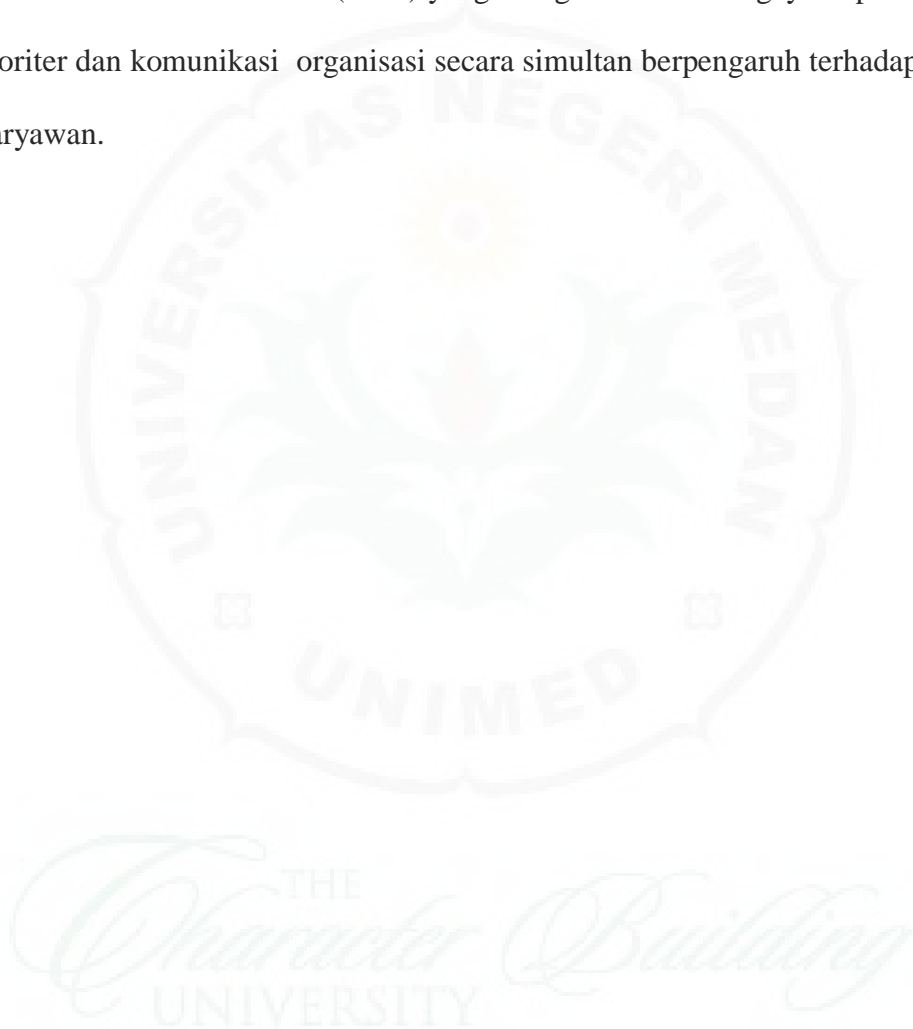 oriter dan komunikasi organisasi secara simultan berpengaruh terhadap
aryawan.
UNIVERSITAS NEGERI MEDAN
UNIMED
THE
Character Building
UNIVERSITY